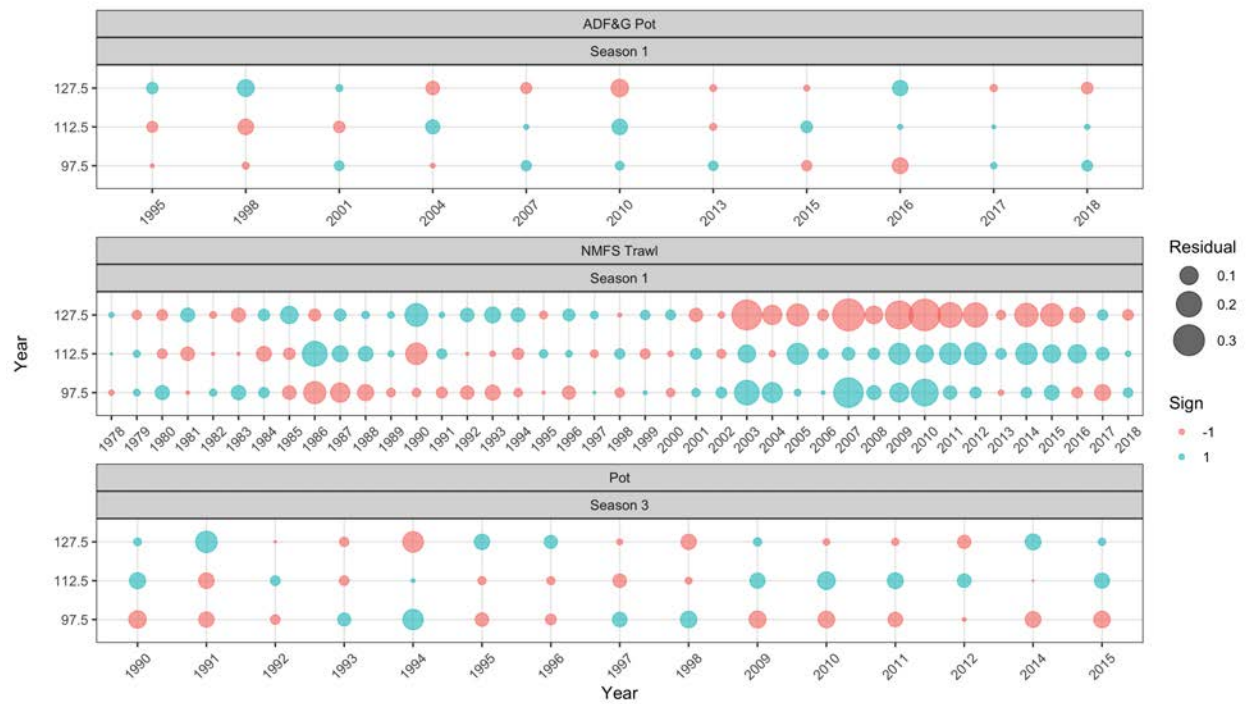 ADF&G Pot
Season 1
127.5
112.5
97.5
1995 1998 2001 2004 2007 2010 2013 2015 2016 2017 2018
NMFS Trawl
Season 1
127.5
112.5
97.5
1978 1979 1980 1981 1982 1983 1984 1985 1986 1987 1988 1989 1990 1991 1992 1993 1994 1995 1996 1997 1998 1999 2000 2001 2002 2003 2004 2005 2006 2007 2008 2009 2010 2011 2012 2013 2014 2015 2016 2017 2018
Year
Pot
Season 3
127.5
112.5
97.5
1990 1991 1992 1993 1994 1995 1996 1997 1998 2009 2010 2011 2012 2014 2015
Year
Residual
0.1
0.2
0.3
Sign
-1
1